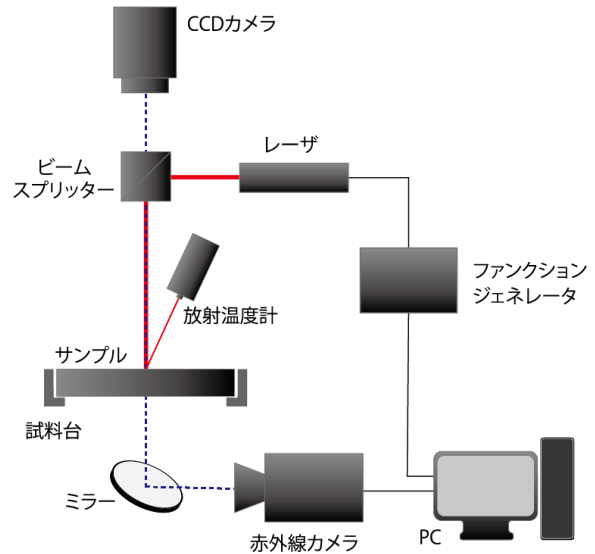 CCDカメラ
レーザ
ビーム
スプリッター
ファンクション
ジェネレータ
放射温度計
サンプル
試料台
ミラー
赤外線カメラ
PC